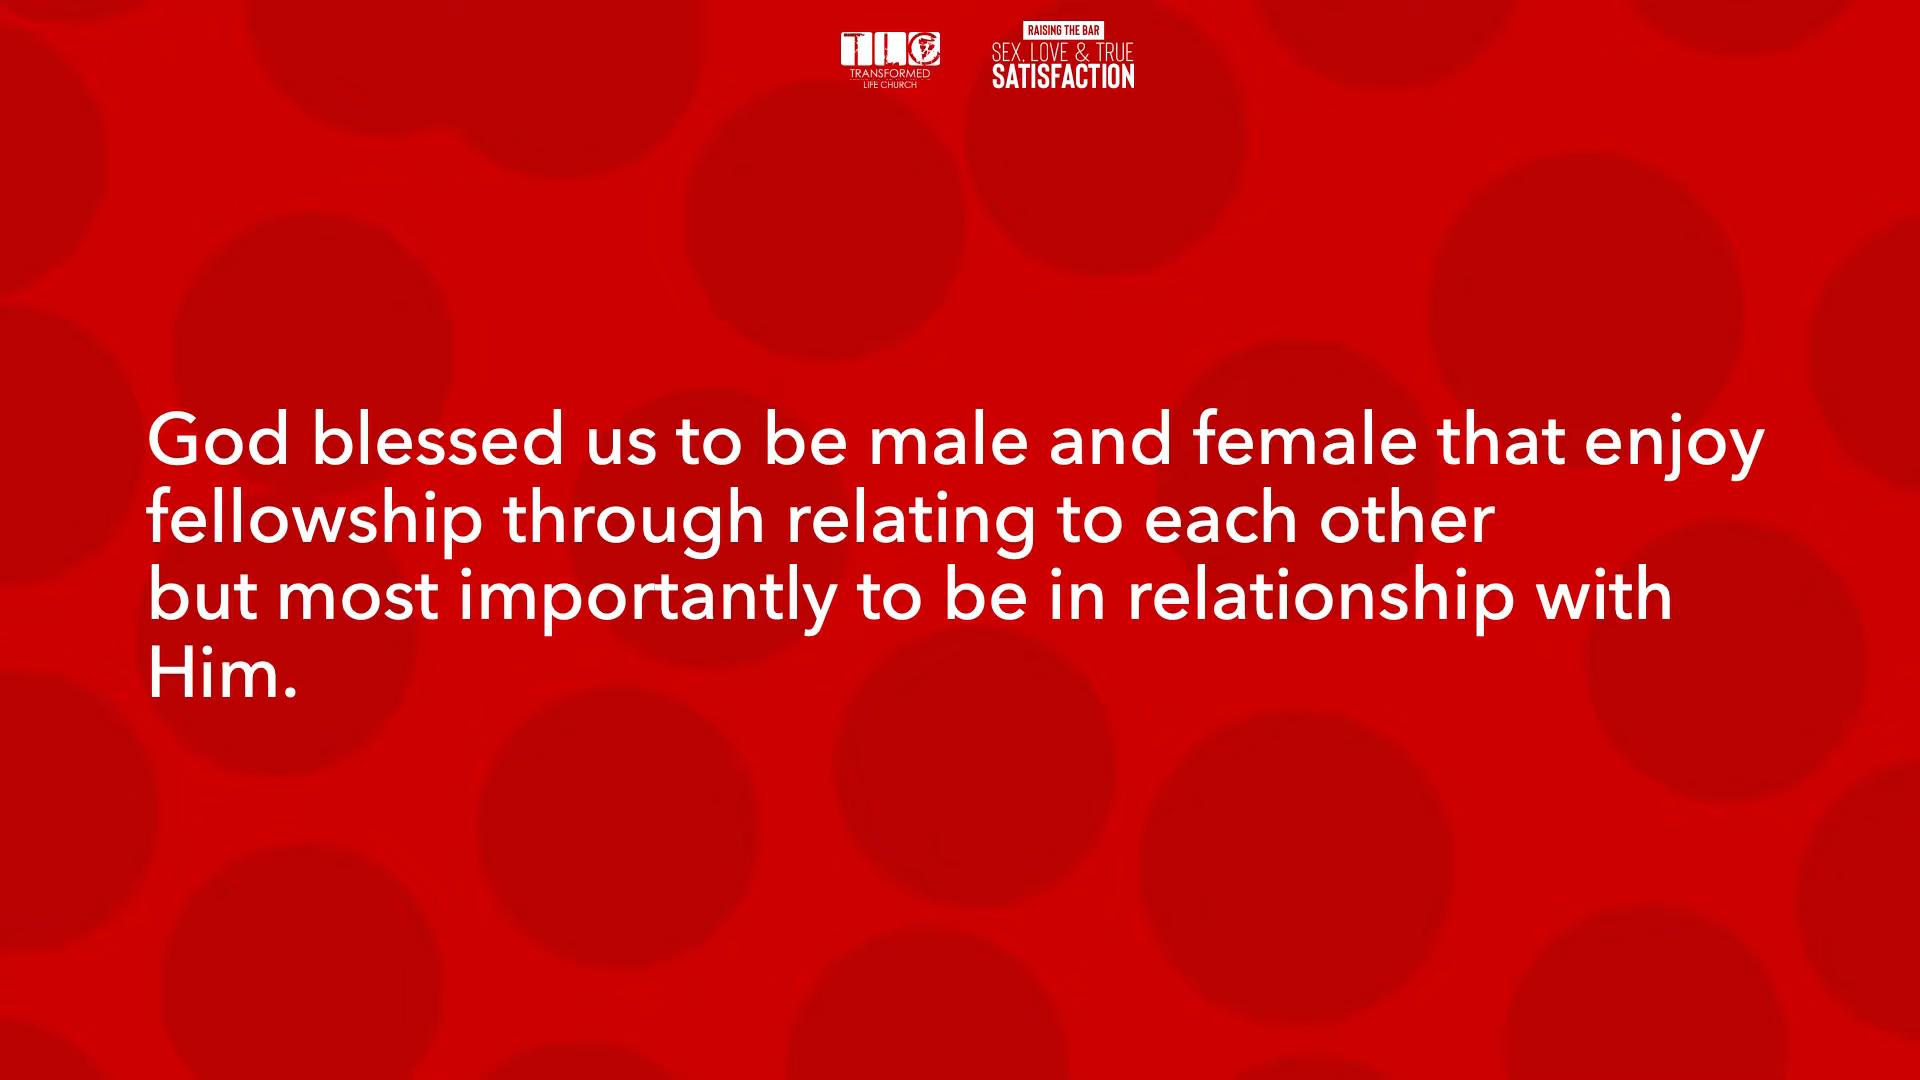 TLC
TRANSFORMED
LIFE CHURCH
RAISING THE BAR
SEX, LOVE & TRUE
SATISFACTION
God blessed us to be male and female that enjoy
fellowship through relating to each other
but most importantly to be in relationship with
Him.